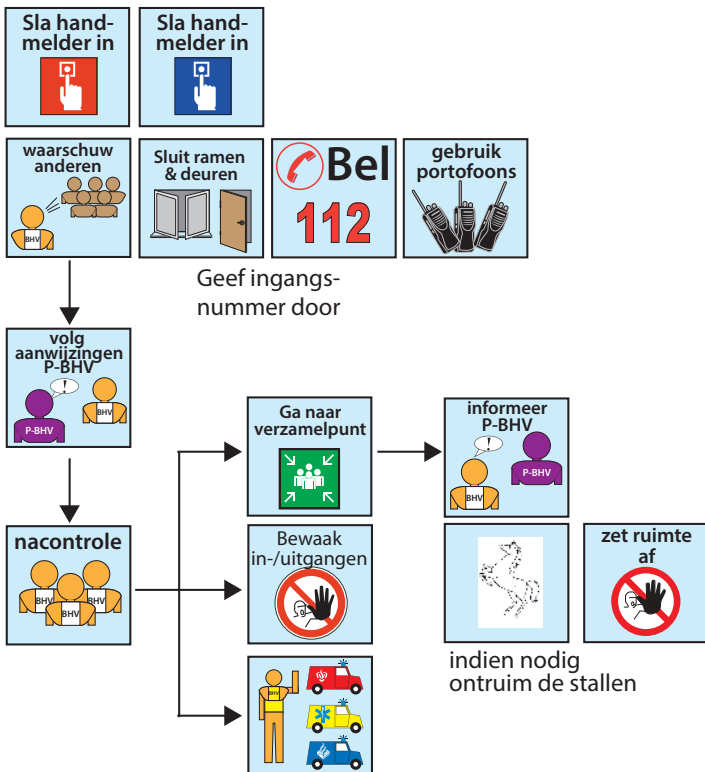 Sla hand-
melder in
Sla hand-
melder in
waarschuw
anderen
BHV
Sluit ramen
& deuren
Bel
112
gebruik
portofoons
Geef ingangs-
nummer door
volg
aanwijzingen
P-BHV
!
BHV
P-BHV
Ga naar
verzamelpunt
informeer
P-BHV
!
P-BHV
BHV
nacontrole
BHV
BHV
BHV
Bewaak
in-/uitgangen
zet ruimte
af
indien nodig
ontruim de stallen
BHV